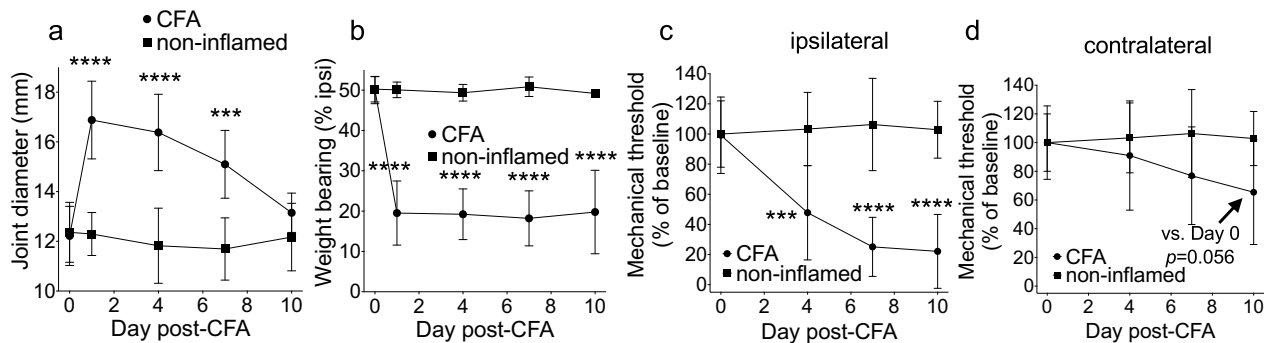 a
CFA
non-inflamed
****
****
***
18
16
14
12
10
Joint diameter (mm)
0 2 4 6 8 10
Day post-CFA
b
60
50
40
30
20
10
0
Weight bearing (% ipsi)
CFA
non-inflamed
****
****
****
****
0 2 4 6 8 10
Day post-CFA
c
ipsilateral
140
120
100
80
60
40
20
0
Mechanical threshold
(% of baseline)
***
****
****
CFA
non-inflamed
0 2 4 6 8 10
Day post-CFA
d
contralateral
140
120
100
80
60
40
20
0
Mechanical threshold
(% of baseline)
vs. Day 0
p=0.056
CFA
non-inflamed
0 2 4 6 8 10
Day post-CFA